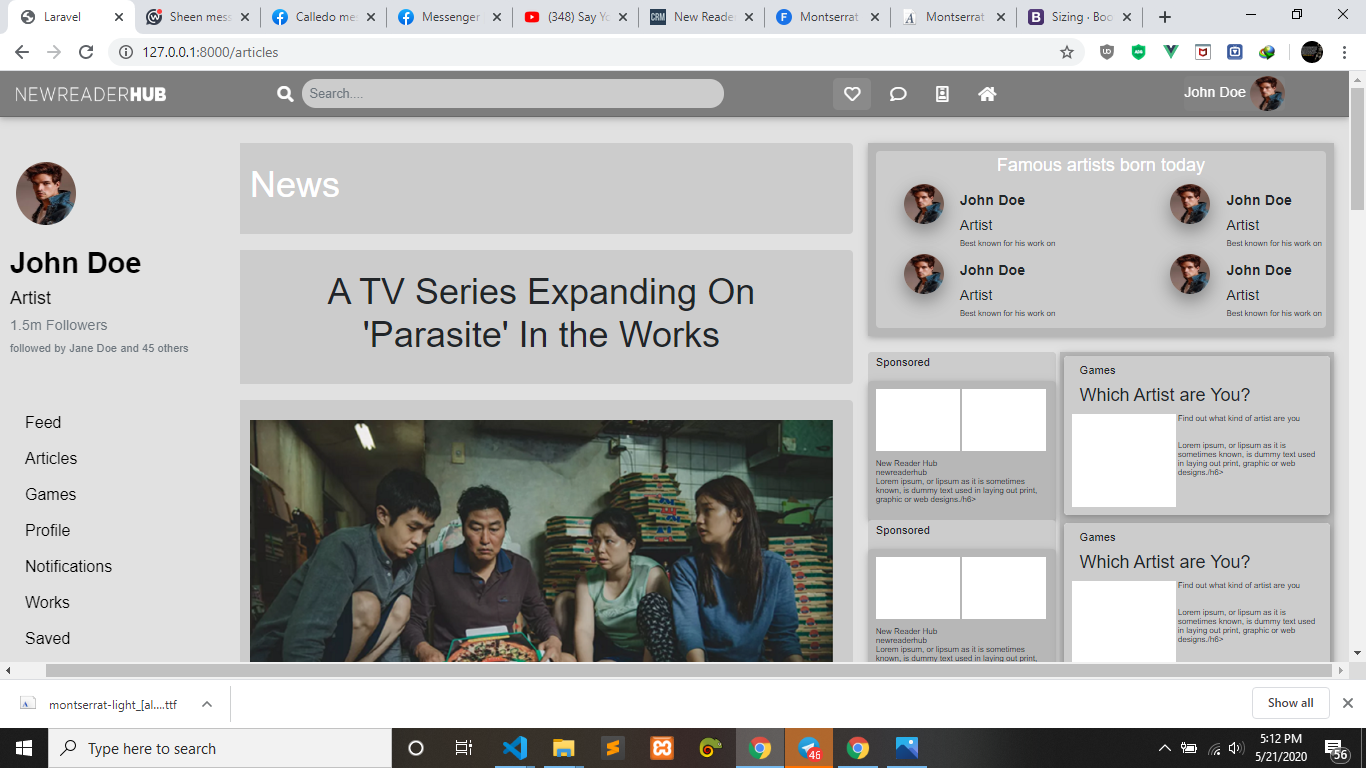 Laravel
Sheen mess
Calledo me
Messenger
(348) Say Yo
New Reader
Montserrat
Montserrat
Sizing · Boo
127.0.0.1:8000/articles
NEWREADERHUB
Search....
John Doe
John Doe
Artist
1.5m Followers
followed by Jane Doe and 45 others
Feed
Articles
Games
Profile
Notifications
Works
Saved
News
A TV Series Expanding On
'Parasite' In the Works
Famous artists born today
John Doe
Artist
Best known for his work on
John Doe
Artist
Best known for his work on
John Doe
Artist
Best known for his work on
John Doe
Artist
Best known for his work on
Sponsored
New Reader Hub
newreaderhub
Lorem ipsum, or lipsum as it is sometimes
known, is dummy text used in laying out print,
graphic or web designs./h6>
Sponsored
New Reader Hub
newreaderhub
Lorem ipsum, or lipsum as it is sometimes
known, is dummy text used in laying out print,
Games
Which Artist are You?
Find out what kind of artist are you
Lorem ipsum, or lipsum as it is
sometimes known, is dummy text used
in laying out print, graphic or web
designs./h6>
Games
Which Artist are You?
Find out what kind of artist are you
Lorem ipsum, or lipsum as it is
sometimes known, is dummy text used
in laying out print, graphic or web
designs./h6>
montserrat-light_[al....ttf
Show all
Type here to search
46
5:12 PM
5/21/2020
56